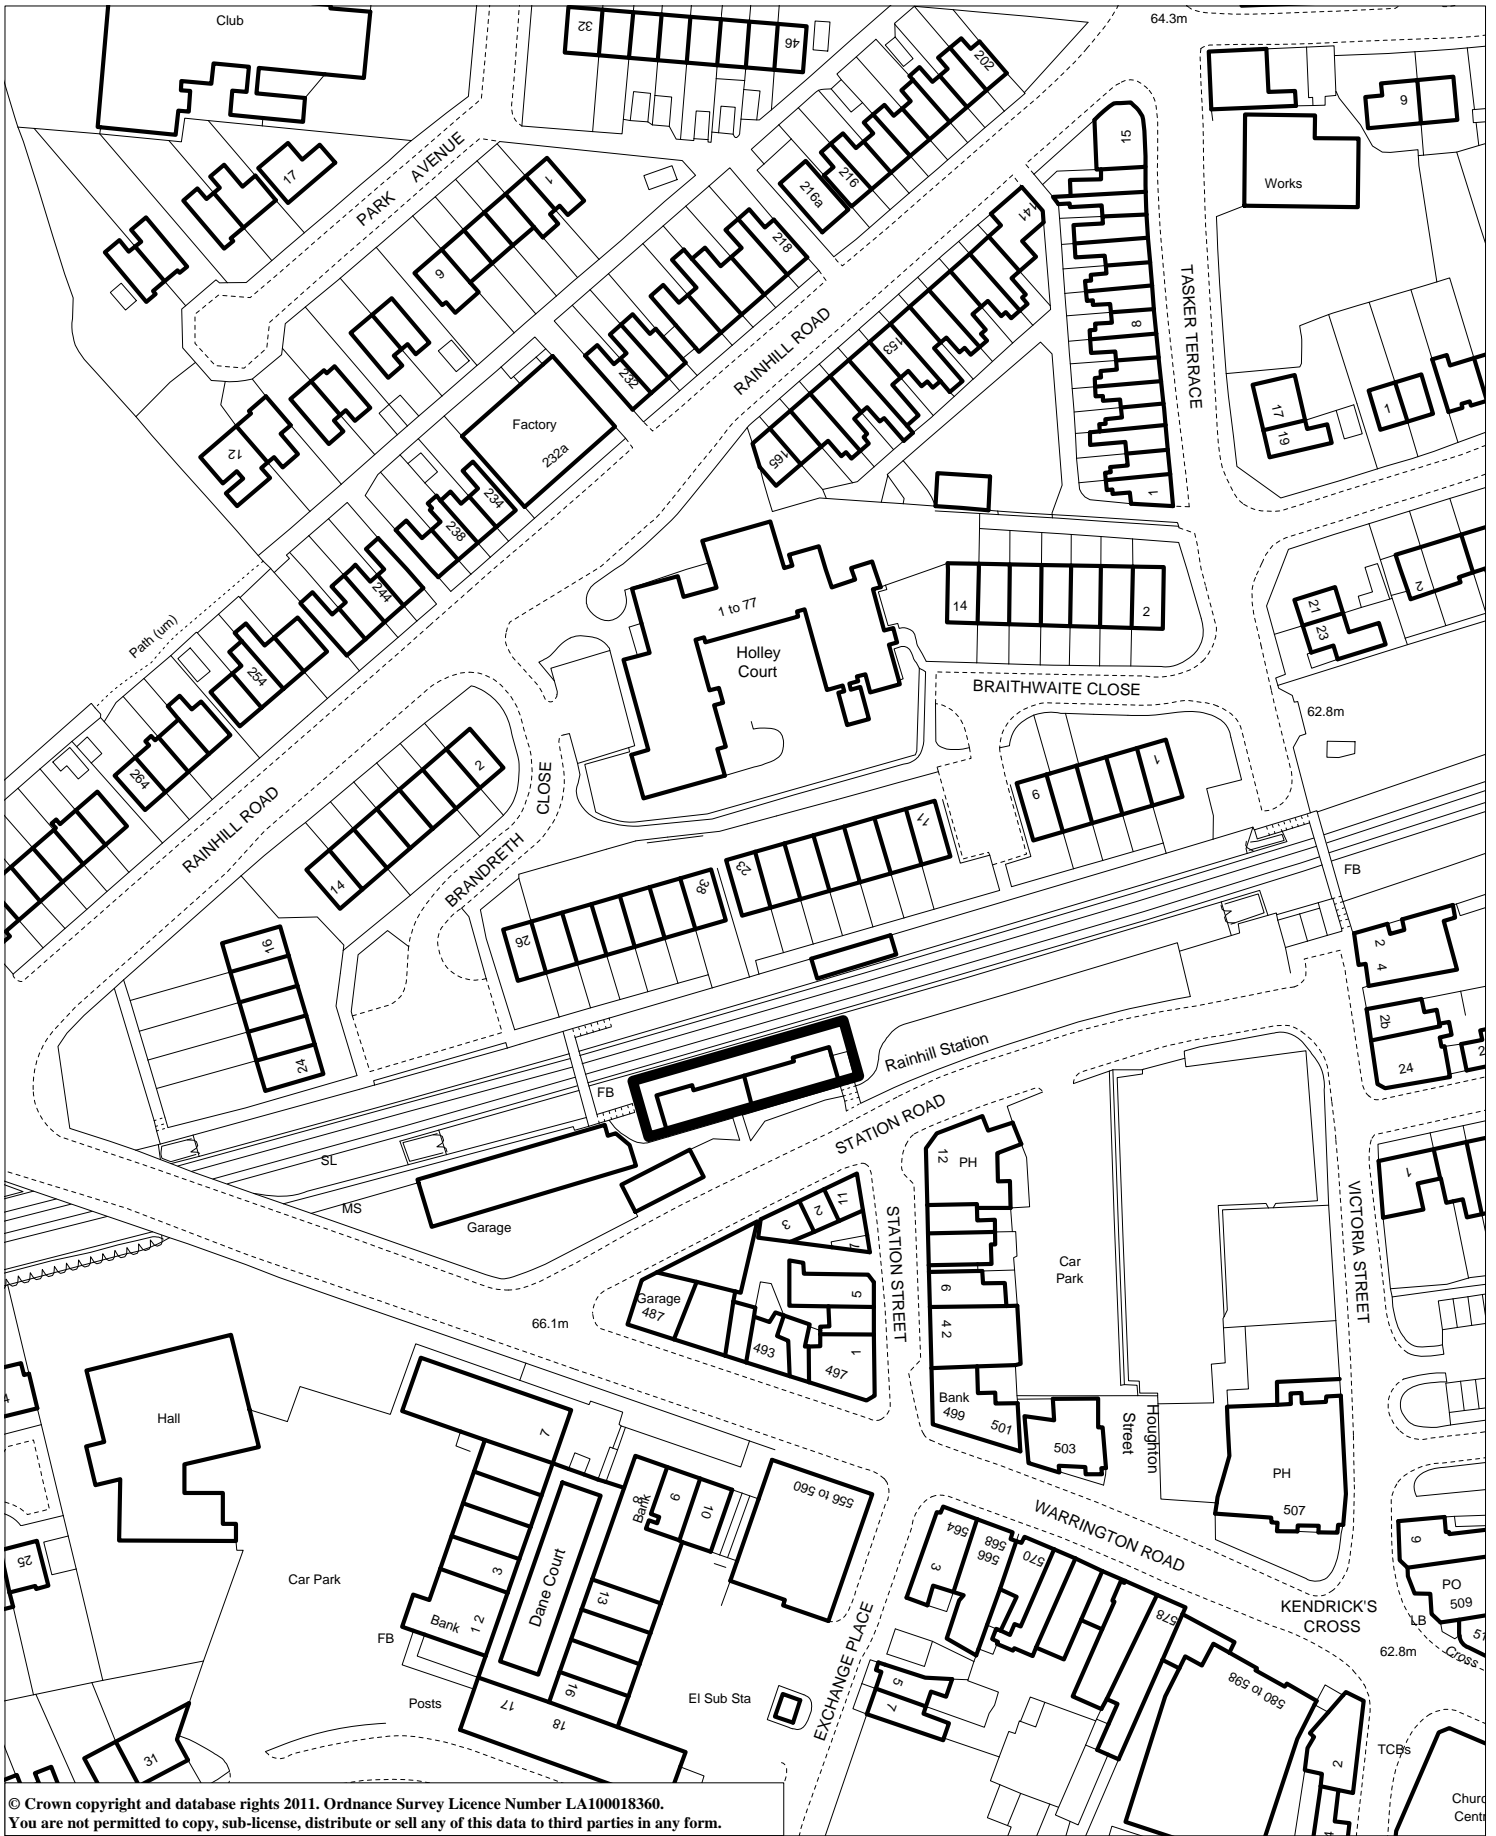 Club
32
46
64.3m
202
17
PARK AVENUE
1
216a
216
15
Works
6
218
141
TASKER TERRACE
9
RAINHILL ROAD
8
153
232
12
Factory
232a
165
17
19
1
234
238
1
244
1 to 77
14
2
2
21
23
Path (um)
254
Holley
Court
BRAITHWAITE CLOSE
62.8m
264
2
CLOSE
1
9
RAINHILL ROAD
14
BRANDRETH
11
23
38
26
FB
16
2
4
24
Rainhill Station
2b
24
FB
STATION ROAD
12
PH
SL
MS
Garage
11
2
3
STATION STREET
VICTORIA STREET
1
Car
Park
Garage
487
5
6
4 2
66.1m
493
497
1
Hall
Bank
499
501
503
Houghton
Street
PH
507
7
Bank
8
9
10
556 to 560
WARRINGTON ROAD
564
3
566
568
570
578
25
Car Park
3
Dane Court
13
Bank
1 2
FB
KENDRICK'S
CROSS
9
PO
509
LB
51
Cross
62.8m
EXCHANGE PLACE
5
7
580 to 598
16
17
18
Posts
El Sub Sta
2
TCBs
31
Churc
Centr
© Crown copyright and database rights 2011. Ordnance Survey Licence Number LA100018360.
You are not permitted to copy, sub-license, distribute or sell any of this data to third parties in any form.